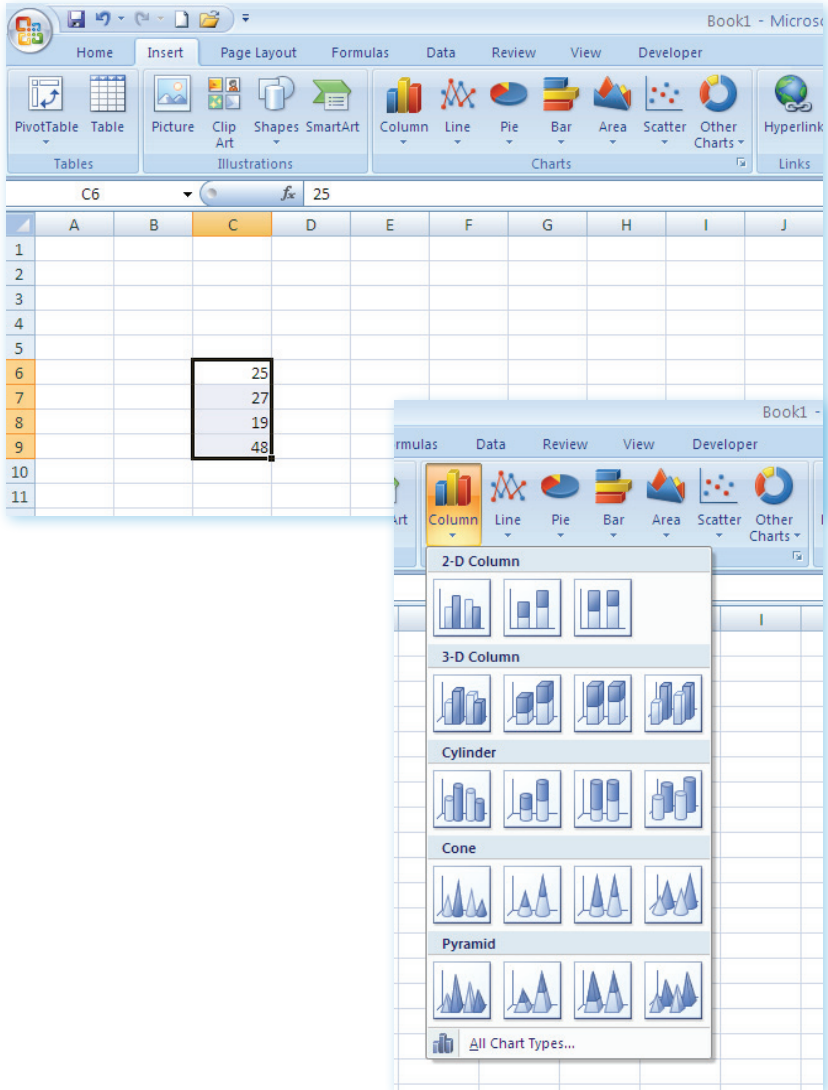 Book1 - Microso
Home Insert Page Layout Formulas Data Review View Developer
PivotTable Table Picture Clip Art Shapes SmartArt Column Line Pie Bar Area Scatter Other Charts Hyperlink
Tables Illustrations Charts Links
C6 fx 25
A B C D E F G H I J
1
2
3
4
5
6 25
7 27
8 19
9 48
10
11
Book1 -
rmulas Data Review View Developer
Art Column Line Pie Bar Area Scatter Other Charts
I
2-D Column
3-D Column
Cylinder
Cone
Pyramid
All Chart Types...